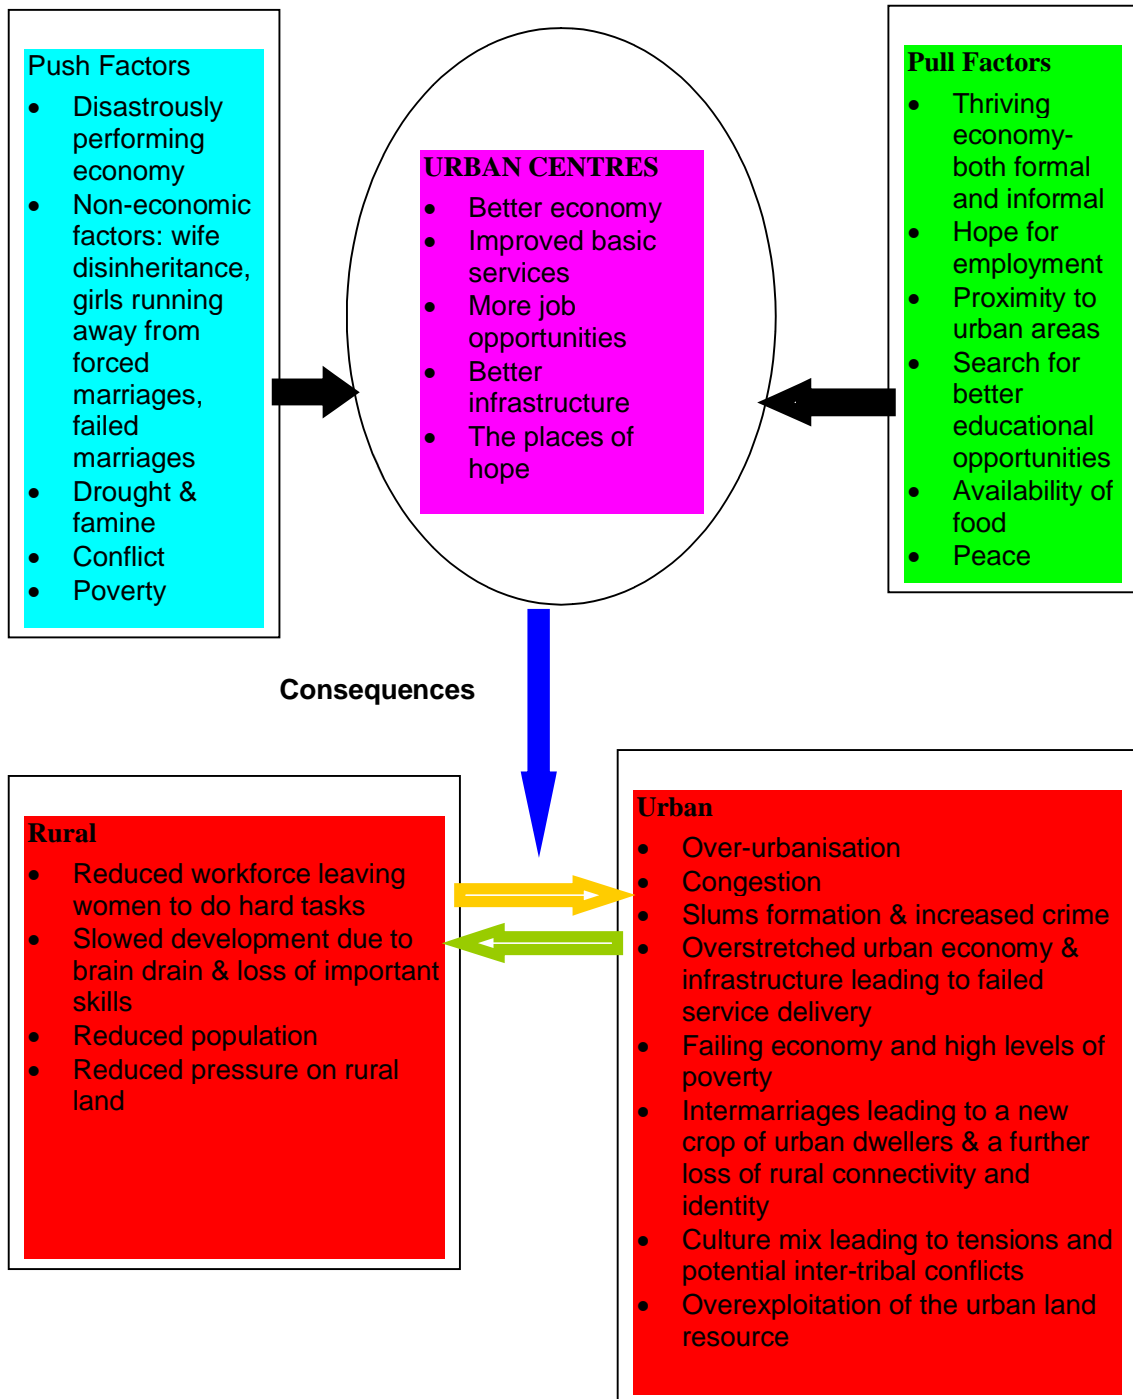 Push Factors
• Disastrously
performing
economy
• Non-economic
factors: wife
disinheritance,
girls running
away from
forced
marriages,
failed
marriages
• Drought &
famine
• Conflict
• Poverty
URBAN CENTRES
• Better economy
• Improved basic
services
• More job
opportunities
• Better
infrastructure
• The places of
hope
Pull Factors
• Thriving
economy-
both formal
and informal
• Hope for
employment
• Proximity to
urban areas
• Search for
better
educational
opportunities
• Availability of
food
• Peace
Consequences
Rural
• Reduced workforce leaving
women to do hard tasks
• Slowed development due to
brain drain & loss of important
skills
• Reduced population
• Reduced pressure on rural
land
Urban
• Over-urbanisation
• Congestion
• Slums formation & increased crime
• Overstretched urban economy &
infrastructure leading to failed
service delivery
• Failing economy and high levels of
poverty
• Intermarriages leading to a new
crop of urban dwellers & a further
loss of rural connectivity and
identity
• Culture mix leading to tensions and
potential inter-tribal conflicts
• Overexploitation of the urban land
resource